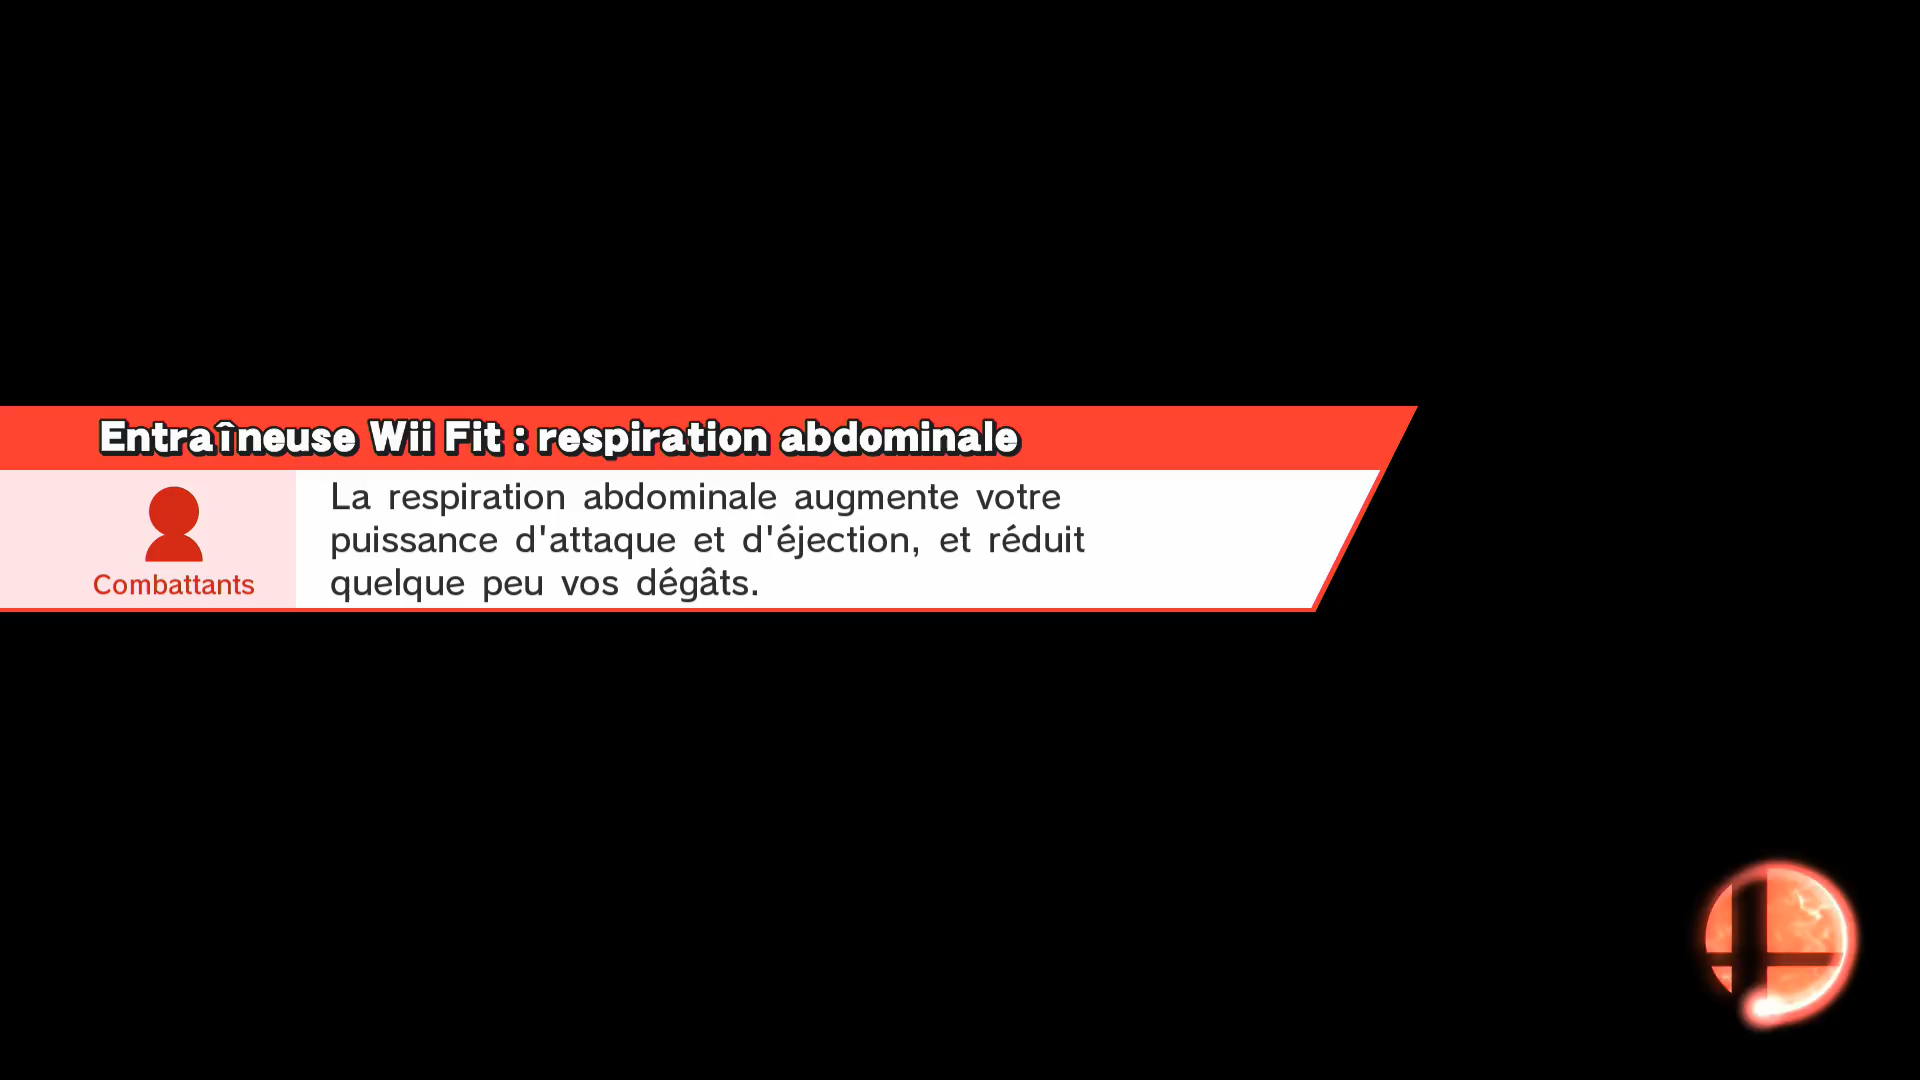 Entraîneuse Wii Fit : respiration abdominale
Combattants
La respiration abdominale augmente votre
puissance d'attaque et d'éjection, et réduit
quelque peu vos dégâts.